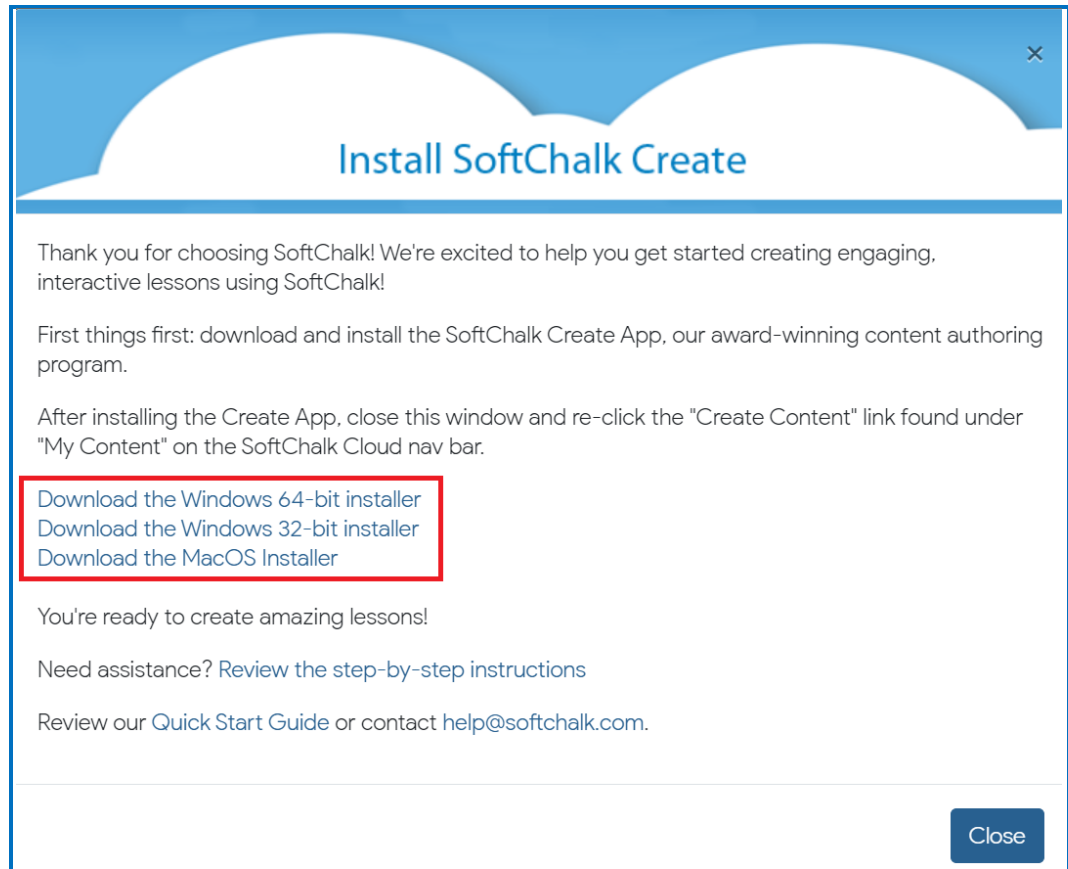 ×
Install SoftChalk Create
Thank you for choosing SoftChalk! We're excited to help you get started creating engaging,
interactive lessons using SoftChalk!
First things first: download and install the SoftChalk Create App, our award-winning content authoring
program.
After installing the Create App, close this window and re-click the "Create Content" link found under
"My Content" on the SoftChalk Cloud nav bar.
Download the Windows 64-bit installer
Download the Windows 32-bit installer
Download the MacOS Installer
You're ready to create amazing lessons!
Need assistance? Review the step-by-step instructions
Review our Quick Start Guide or contact help@softchalk.com.
Close